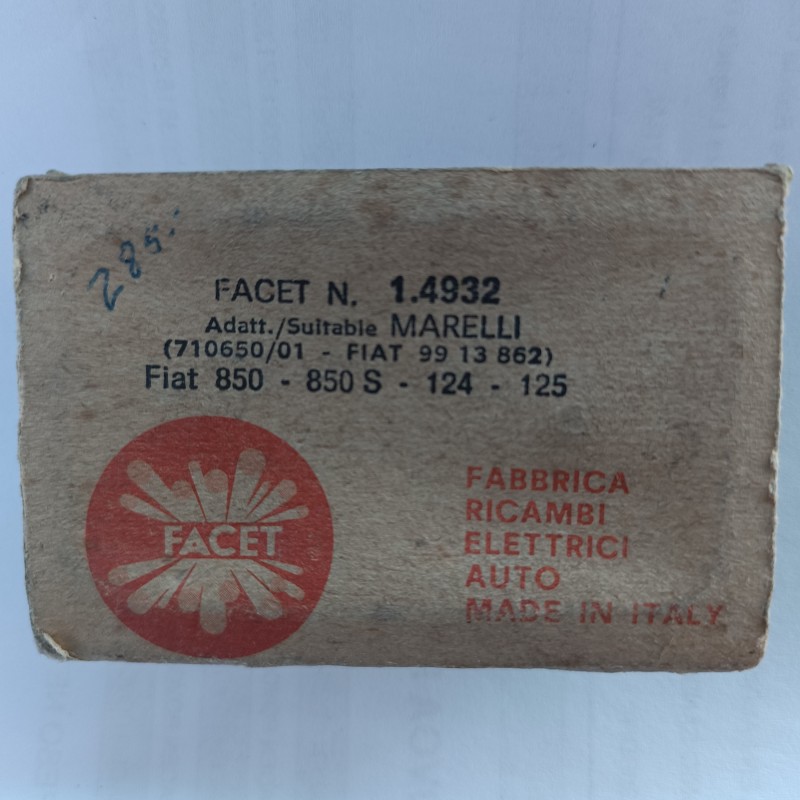 285.-
FACET N. 1.4932
Adatt./Suitable MARELLI
(710650/01 - FIAT 99 13 862)
Fiat 850 - 850 S - 124 - 125
FACET
FABBRICA
RICAMBI
ELETTRICI
AUTO
MADE IN ITALY